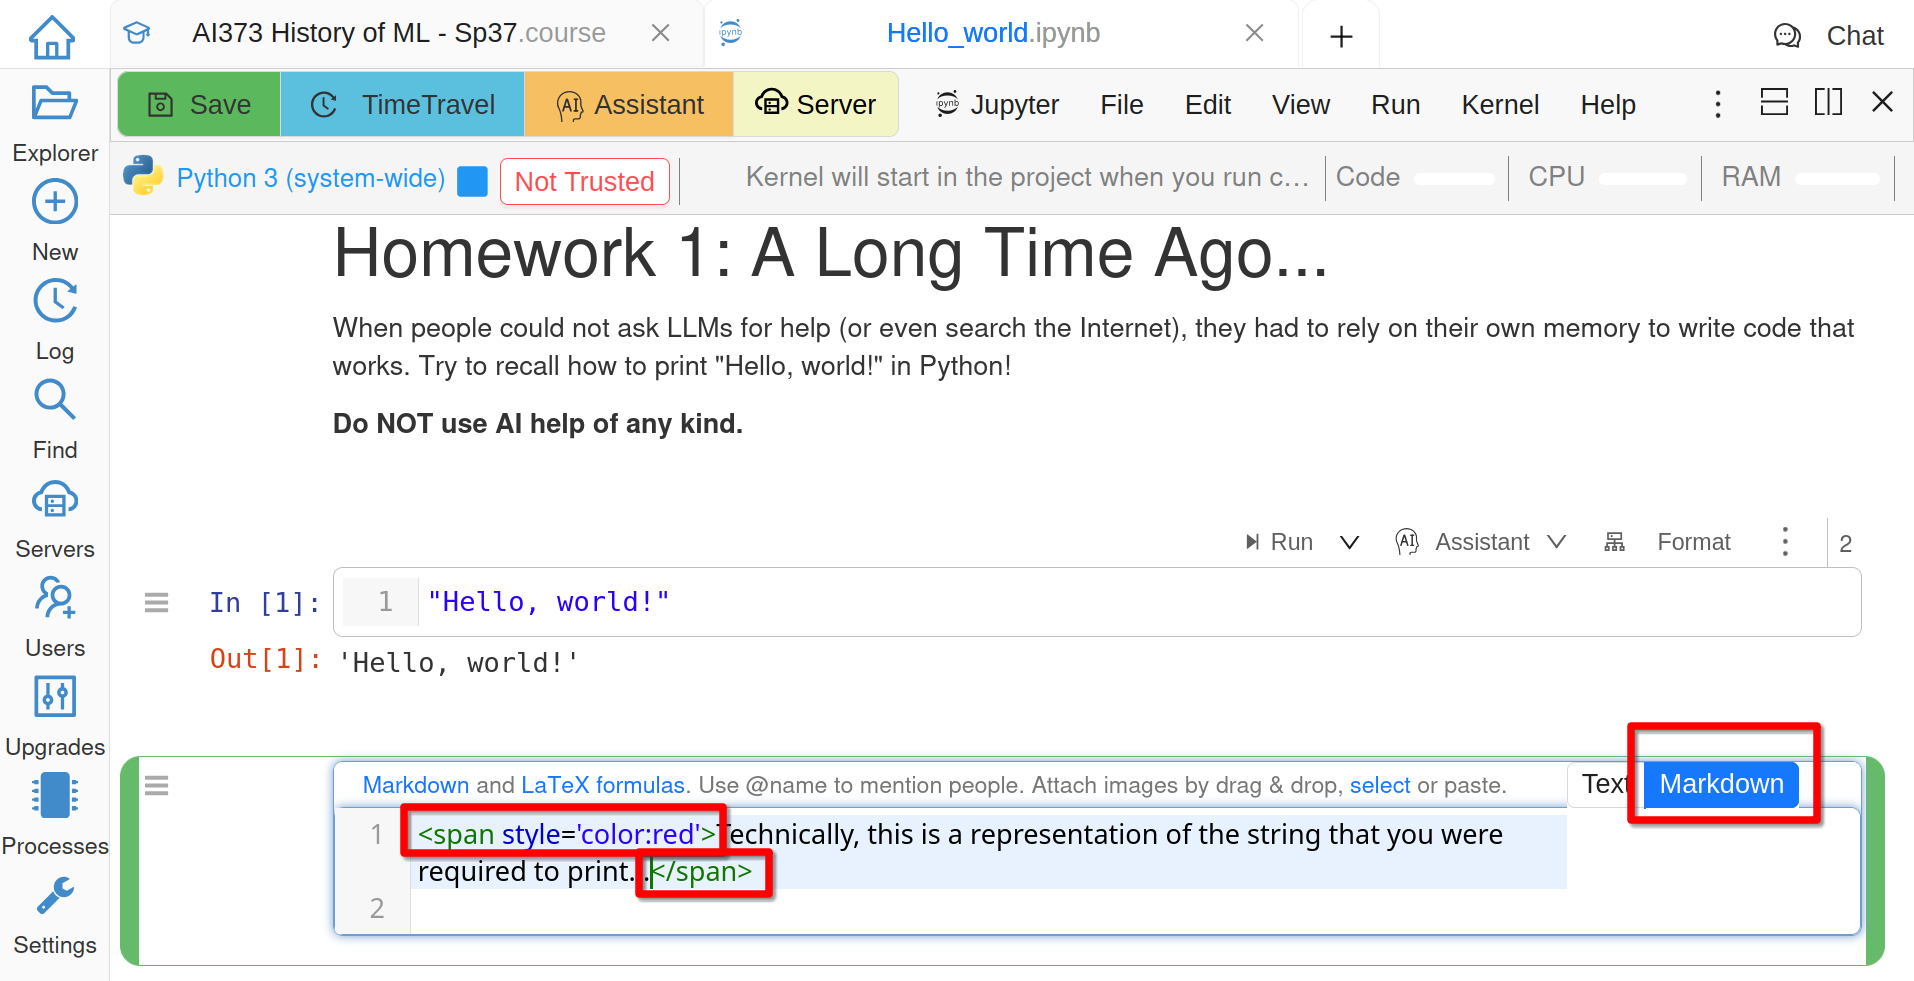 AI373 History of ML - Sp37.course
Hello_world.ipynb
Chat
Save TimeTravel Assistant Server Jupyter File Edit View Run Kernel Help
Python 3 (system-wide) Not Trusted Kernel will start in the project when you run c... Code CPU RAM
Explorer
New
Log
Find
Servers
Users
Upgrades
Processes
Settings
Homework 1: A Long Time Ago...
When people could not ask LLMs for help (or even search the Internet), they had to rely on their own memory to write code that
works. Try to recall how to print "Hello, world!" in Python!
Do NOT use AI help of any kind.
Run Assistant Format 2
In [1]: 1 "Hello, world!"
Out[1]: 'Hello, world!'
Markdown and LaTeX formulas. Use @name to mention people. Attach images by drag & drop, select or paste. Text Markdown
1 <span style='color:red'>Technically, this is a representation of the string that you were
required to print...</span>
2